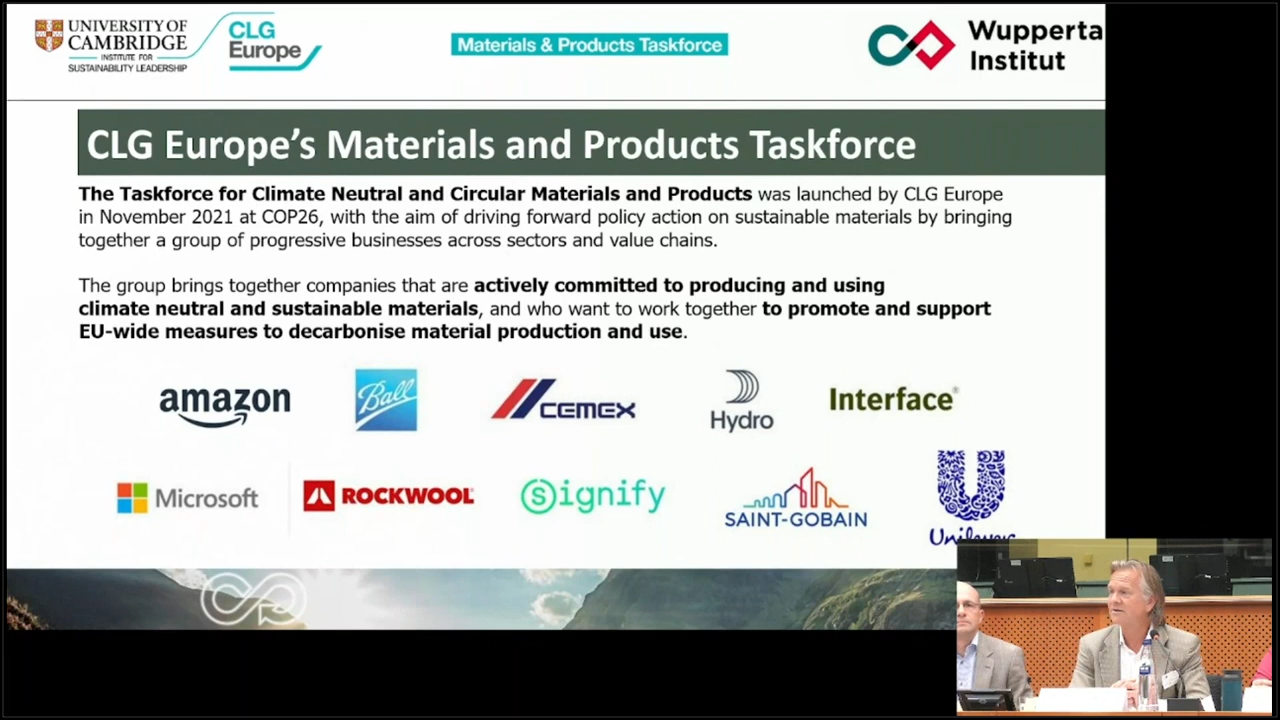 UNIVERSITY OF
CAMBRIDGE
INSTITUTE FOR
SUSTAINABILITY LEADERSHIP
CLG
Europe
Materials & Products Taskforce
Wupperta
Institut
CLG Europe’s Materials and Products Taskforce
The Taskforce for Climate Neutral and Circular Materials and Products was launched by CLG Europe
in November 2021 at COP26, with the aim of driving forward policy action on sustainable materials by bringing
together a group of progressive businesses across sectors and value chains.
The group brings together companies that are actively committed to producing and using
climate neutral and sustainable materials, and who want to work together to promote and support
EU-wide measures to decarbonise material production and use.
amazon
Ball
CEMEX
Hydro
Interface®
Microsoft
ROCKWOOL
Signify
SAINT-GOBAIN
Unilever